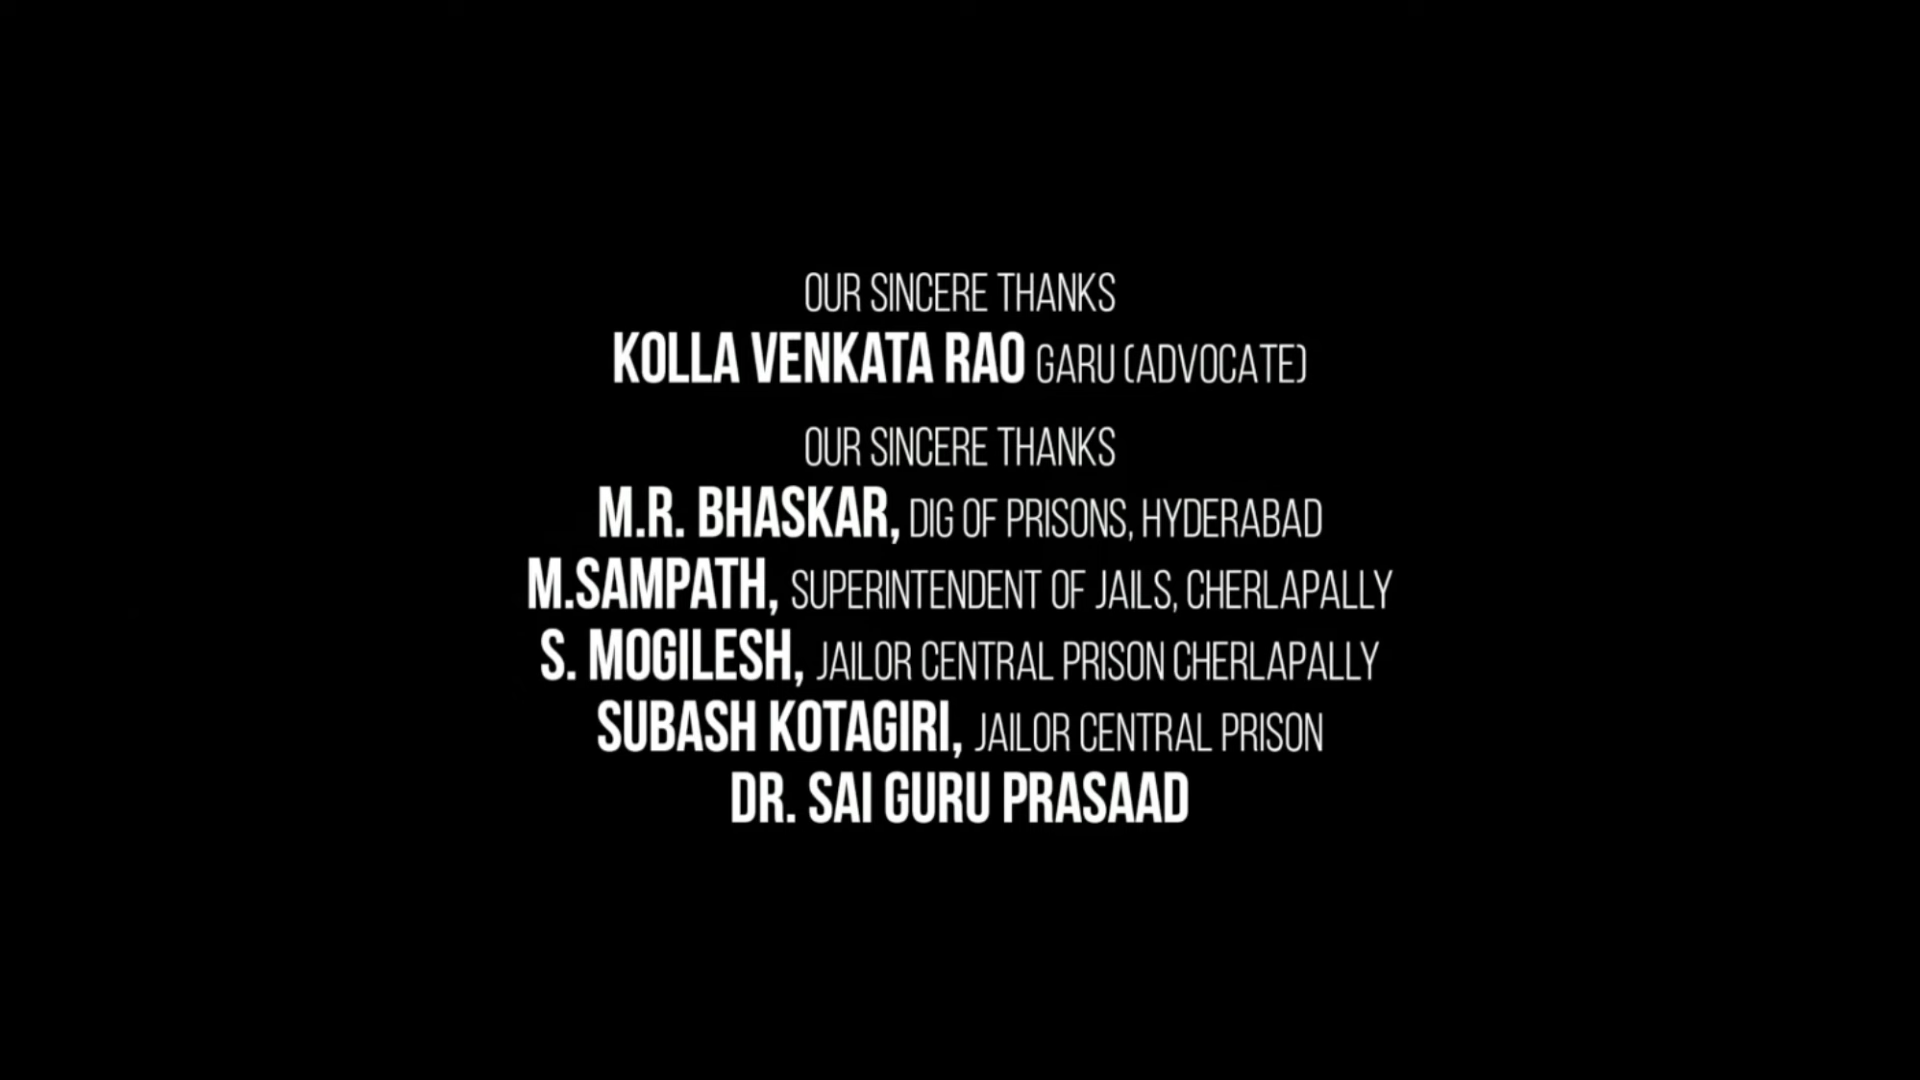 OUR SINCERE THANKS
KOLLA VENKATA RAO GARU (ADVOCATE)
OUR SINCERE THANKS
M.R. BHASKAR, DIG OF PRISONS, HYDERABAD
M.SAMPATH, SUPERINTENDENT OF JAILS, CHERLAPALLY
S. MOGILESH, JAILOR CENTRAL PRISON CHERLAPALLY
SUBASH KOTAGIRI, JAILOR CENTRAL PRISON
DR. SAI GURU PRASAAD